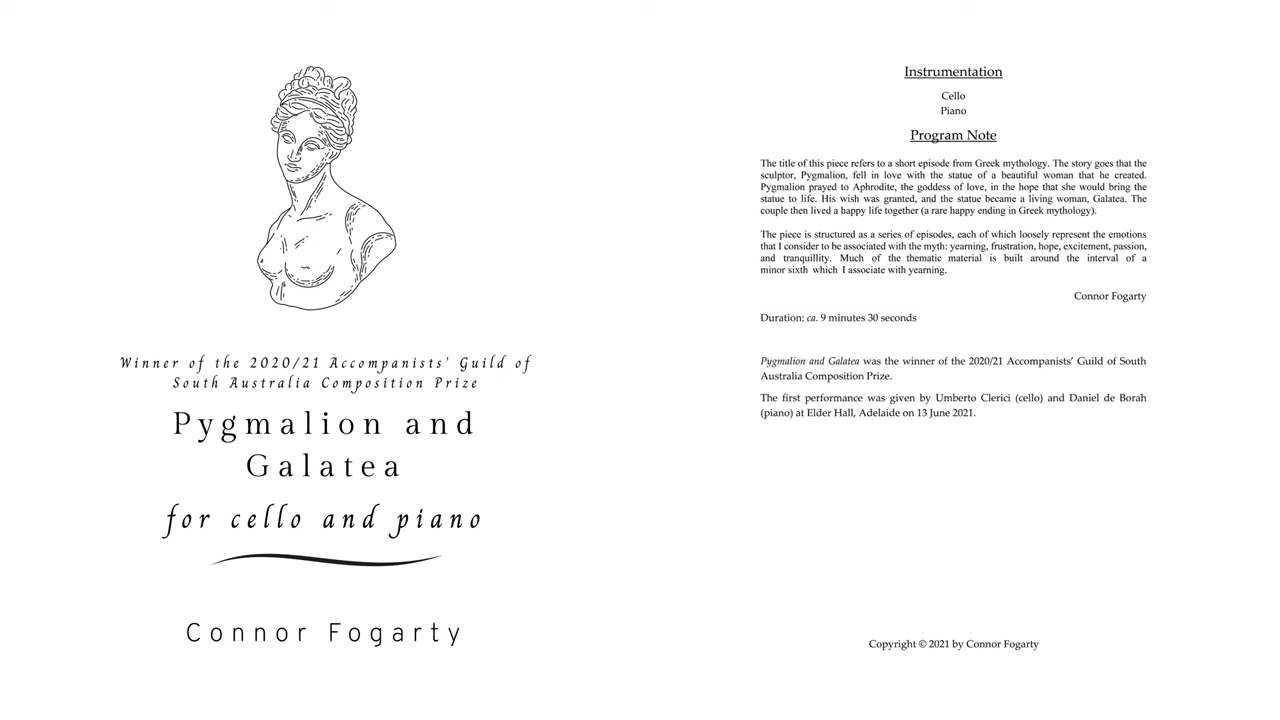 Winner of the 2020/21 Accompanists' Guild of
South Australia Composition Prize
Pygmalion and
Galatea
for cello and piano
Connor Fogarty
Instrumentation
Cello
Piano
Program Note
The title of this piece refers to a short episode from Greek mythology. The story goes that the
sculptor, Pygmalion, fell in love with the statue of a beautiful woman that he created.
Pygmalion prayed to Aphrodite, the goddess of love, in the hope that she would bring the
statue to life. His wish was granted, and the statue became a living woman, Galatea. The
couple then lived a happy life together (a rare happy ending in Greek mythology).
The piece is structured as a series of episodes, each of which loosely represent the emotions
that I consider to be associated with the myth: yearning, frustration, hope, excitement, passion,
and tranquillity. Much of the thematic material is built around the interval of a
minor sixth which I associate with yearning.
Connor Fogarty
Duration: ca. 9 minutes 30 seconds
Pygmalion and Galatea was the winner of the 2020/21 Accompanists' Guild of South
Australia Composition Prize.
The first performance was given by Umberto Clerici (cello) and Daniel de Borah
(piano) at Elder Hall, Adelaide on 13 June 2021.
Copyright © 2021 by Connor Fogarty